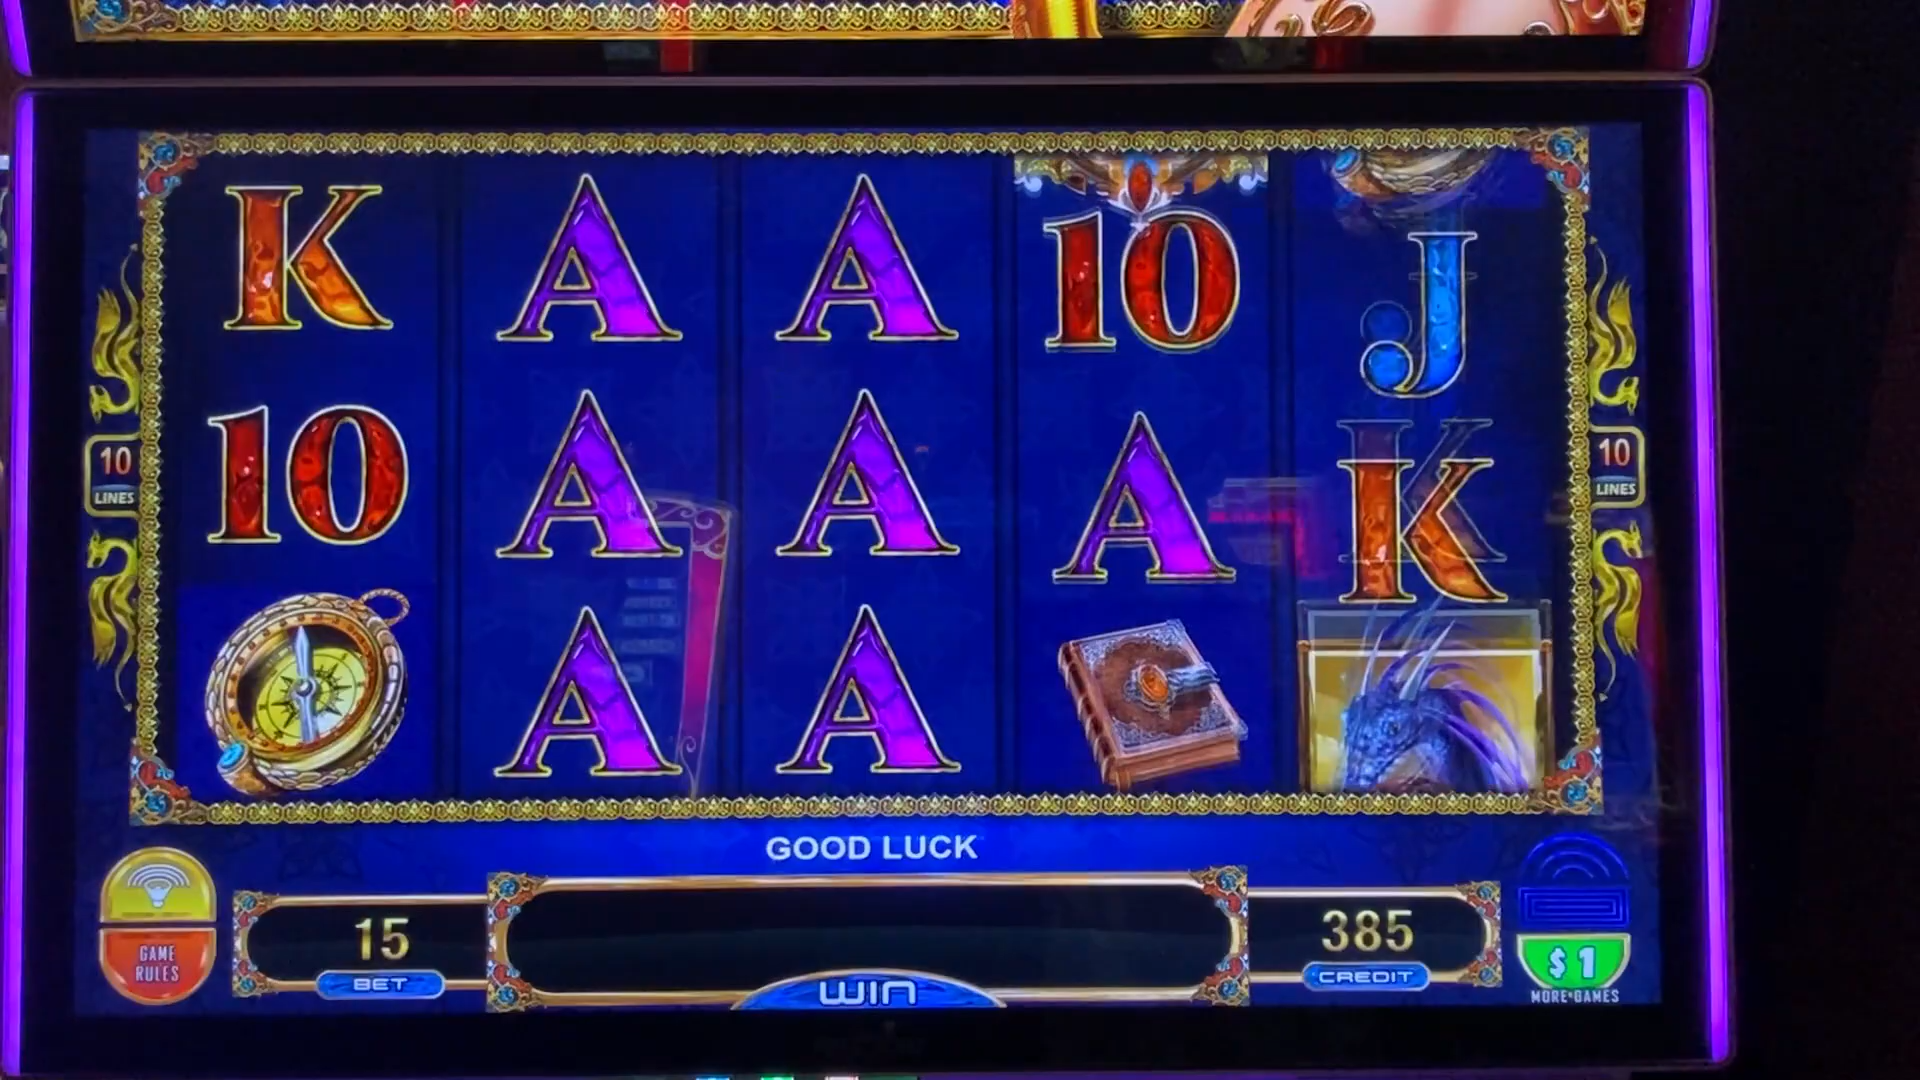 K A A 10 J
10 A A A K
A A
10 LINES
10 LINES
GOOD LUCK
15
BET
WIN
385
CREDIT
GAME
RULES
$1
MORE GAMES